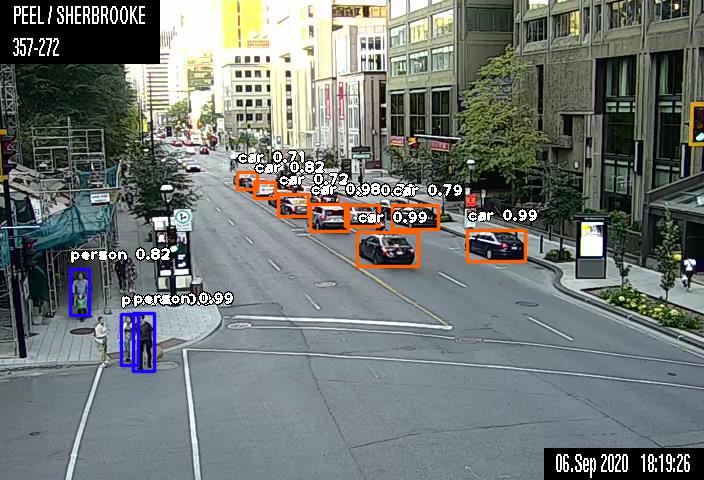 PEEL / SHERBROOKE
357-272
car 0.71
car 0.82
car 0.72
car 0.98
car 0.79
car 0.99
car 0.99
person 0.82
person 0.99
06.Sep 2020 18:19:26